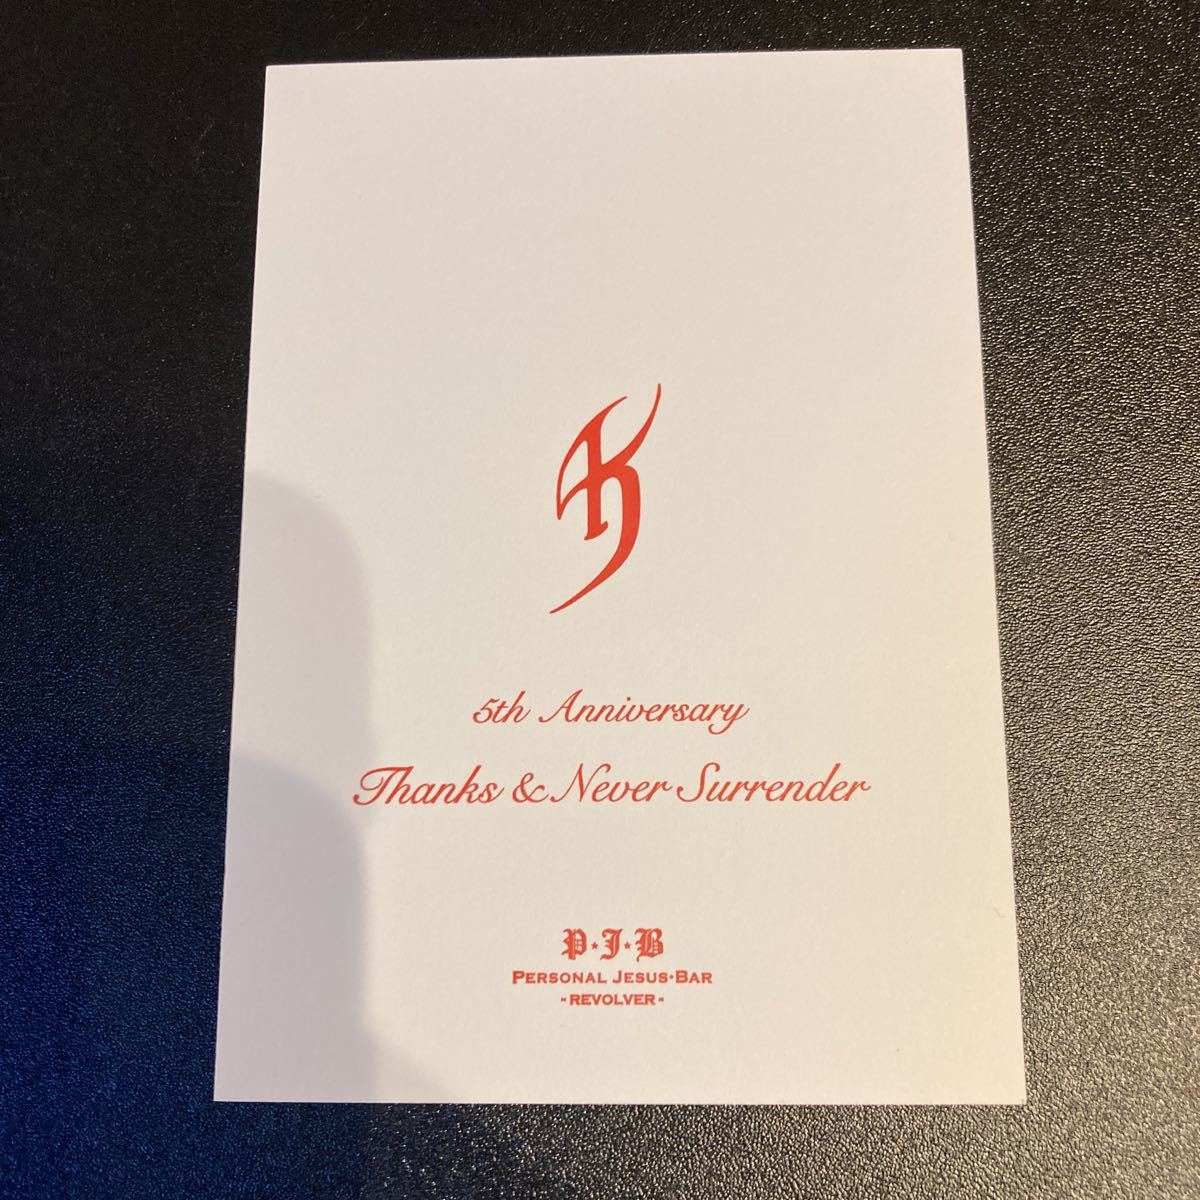 K
5th Anniversary
Thanks & Never Surrender
P★J★B
PERSONAL JESUS•BAR
- REVOLVER -